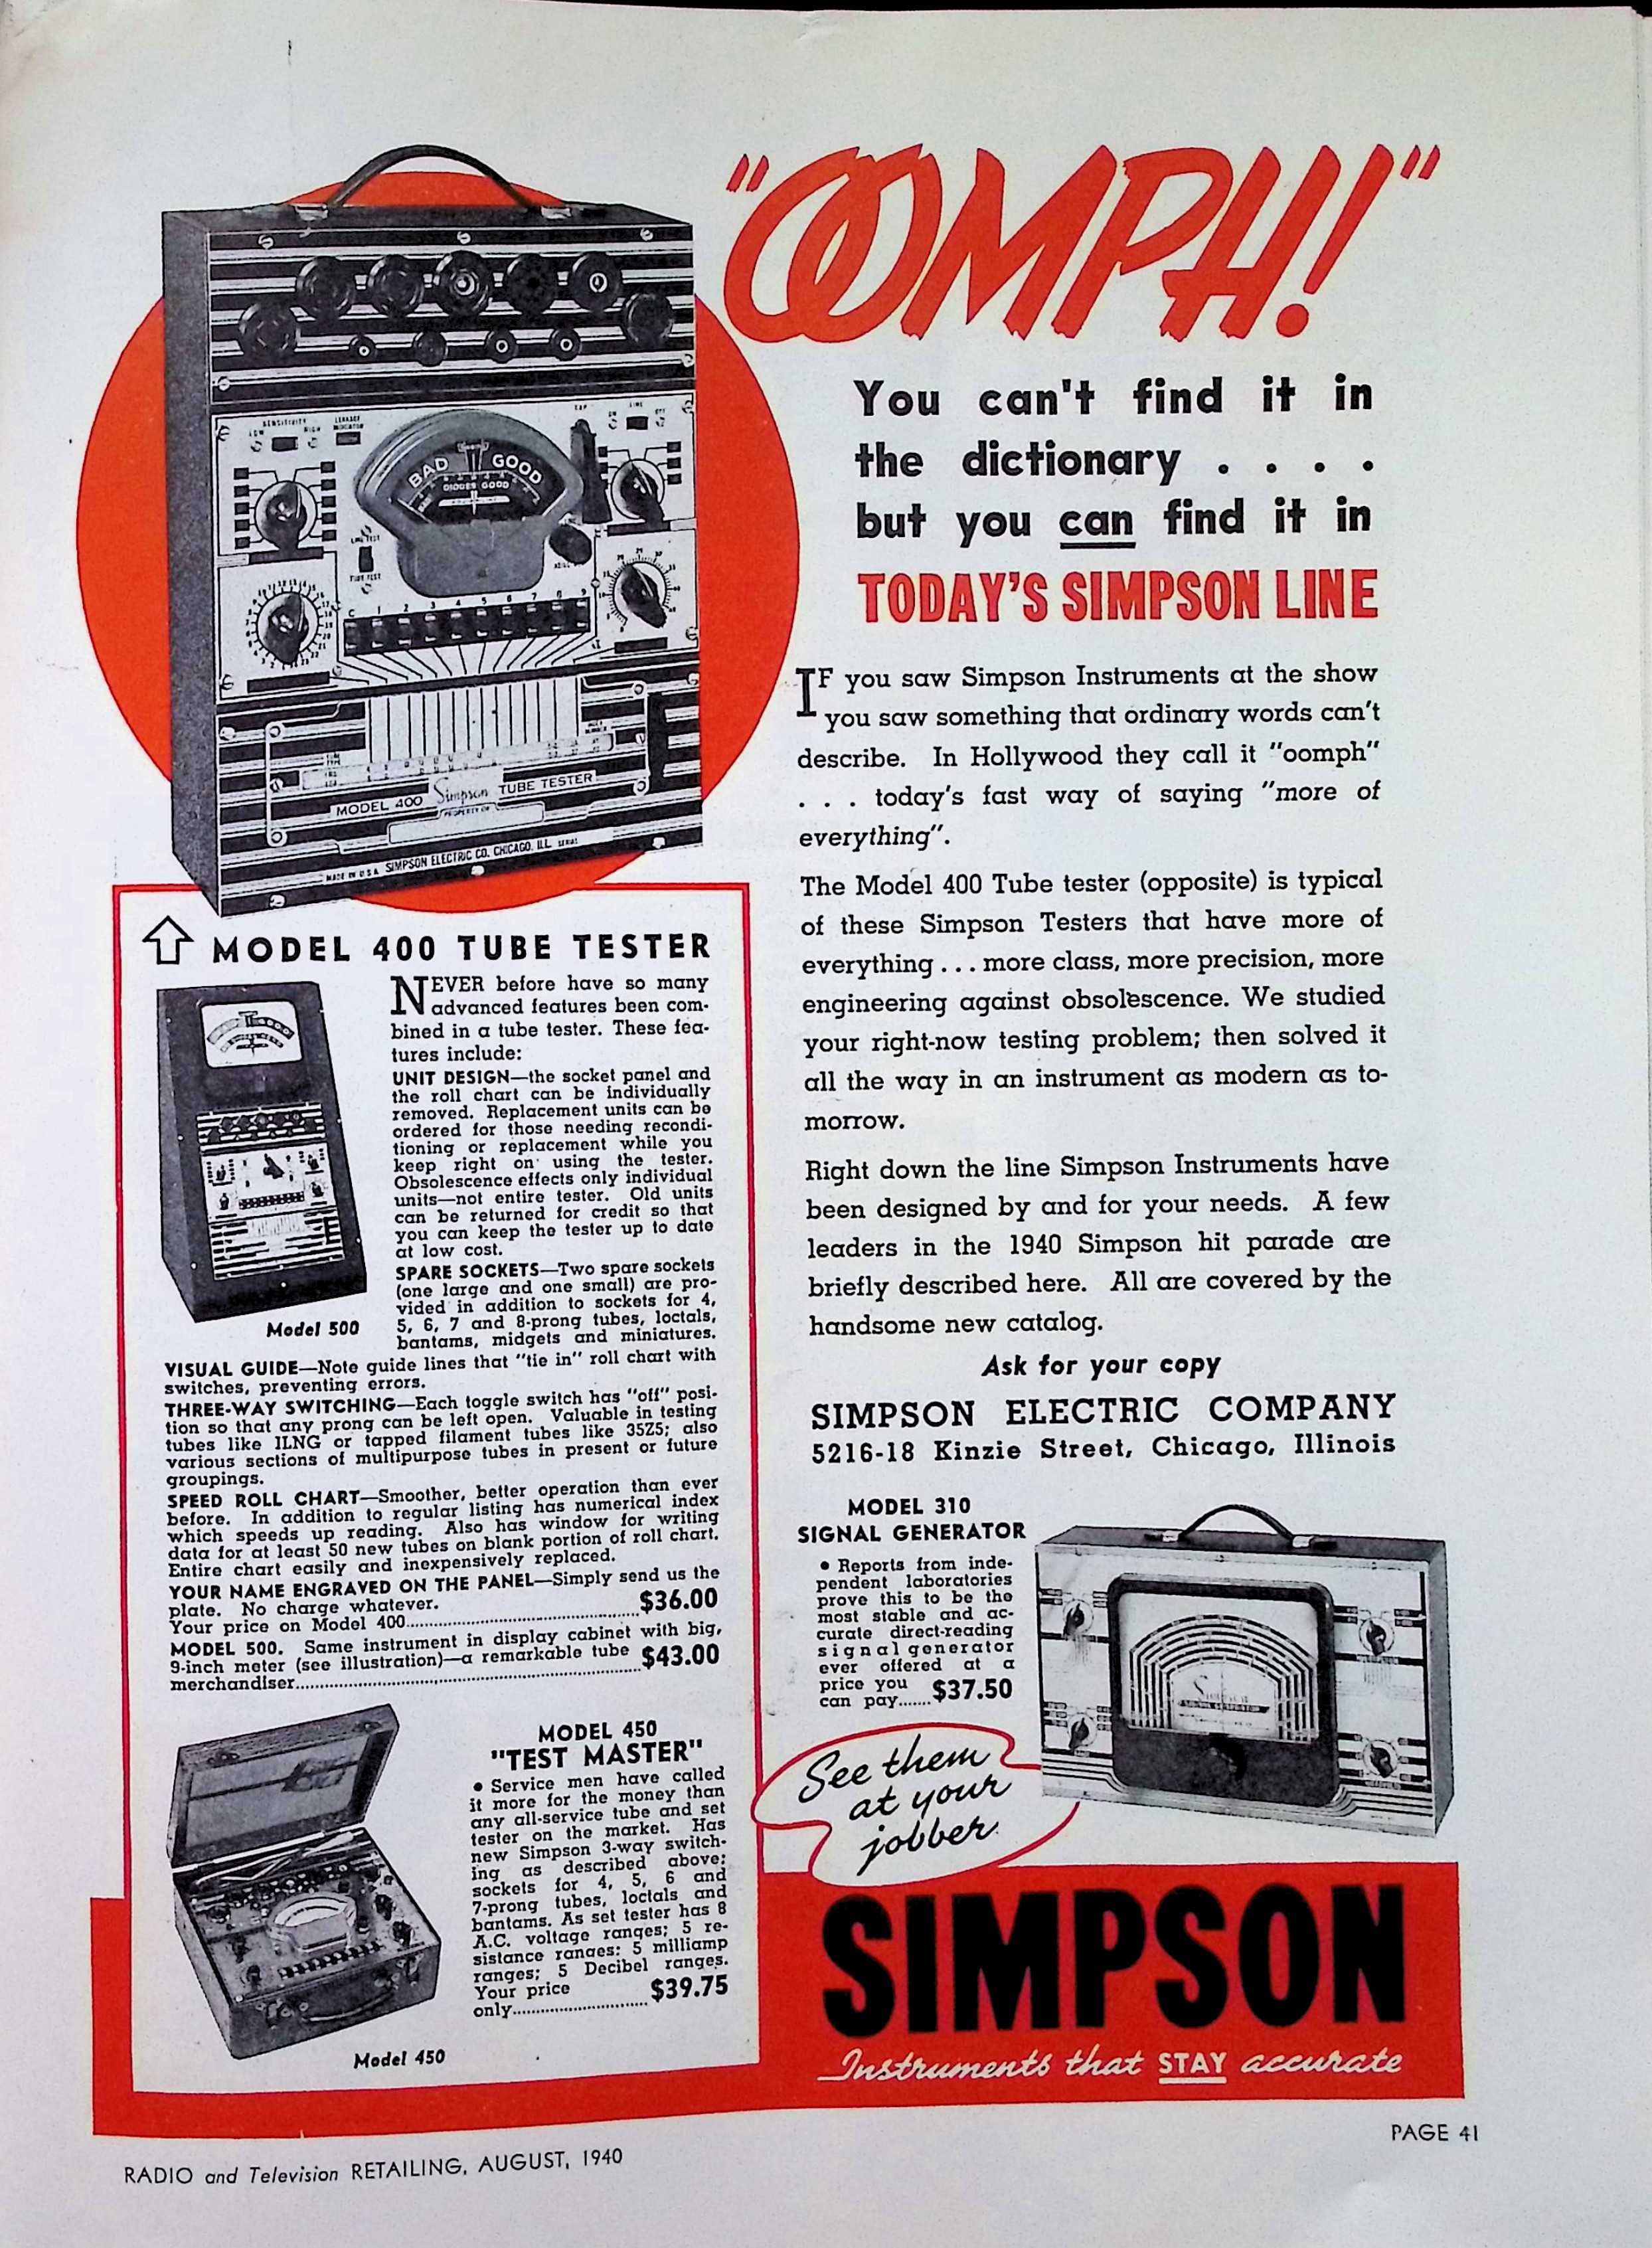 "OOMPH!"
You can't find it in
the dictionary . . . .
but you can find it in
TODAY'S SIMPSON LINE
IF you saw Simpson Instruments at the show
you saw something that ordinary words can't
describe. In Hollywood they call it "oomph"
. . . today's fast way of saying "more of
everything".
The Model 400 Tube tester (opposite) is typical
of these Simpson Testers that have more of
everything . . . more class, more precision, more
engineering against obsolescence. We studied
your right-now testing problem; then solved it
all the way in an instrument as modern as to-
morrow.
Right down the line Simpson Instruments have
been designed by and for your needs. A few
leaders in the 1940 Simpson hit parade are
briefly described here. All are covered by the
handsome new catalog.
Ask for your copy
SIMPSON ELECTRIC COMPANY
5216-18 Kinzie Street, Chicago, Illinois
SENSITIVITY
LOW HIGH
LEAKAGE
INDICATOR
CAP
LINE
OFF
BAD GOOD
DIODES GOOD
LINE TEST
TUBE TEST
C 1 2 3 4 5 6 7 8 9
MODEL 400 Simpson TUBE TESTER
PROPERTY OF
MADE IN U.S.A. SIMPSON ELECTRIC CO. CHICAGO, ILL. SERIAL
MODEL 400 TUBE TESTER
NEVER before have so many
advanced features been com-
bined in a tube tester. These fea-
tures include:
UNIT DESIGN—the socket panel and
the roll chart can be individually
removed. Replacement units can be
ordered for those needing recondi-
tioning or replacement while you
keep right on using the tester.
Obsolescence effects only individual
units—not entire tester. Old units
can be returned for credit so that
you can keep the tester up to date
at low cost.
SPARE SOCKETS—Two spare sockets
(one large and one small) are pro-
vided in addition to sockets for 4,
5, 6, 7 and 8-prong tubes, loctals,
bantams, midgets and miniatures.
Model 500
VISUAL GUIDE—Note guide lines that "tie in" roll chart with
switches, preventing errors.
THREE-WAY SWITCHING—Each toggle switch has "off" posi-
tion so that any prong can be left open. Valuable in testing
tubes like 1LNG or tapped filament tubes like 35Z5; also
various sections of multipurpose tubes in present or future
groupings.
SPEED ROLL CHART—Smoother, better operation than ever
before. In addition to regular listing has numerical index
which speeds up reading. Also has window for writing
data for at least 50 new tubes on blank portion of roll chart.
Entire chart easily and inexpensively replaced.
YOUR NAME ENGRAVED ON THE PANEL—Simply send us the
plate. No charge whatever.
Your price on Model 400..........$36.00
MODEL 500. Same instrument in display cabinet with big,
9-inch meter (see illustration)—a remarkable tube
merchandiser..........$43.00
MODEL 450
"TEST MASTER"
• Service men have called
it more for the money than
any all-service tube and set
tester on the market. Has
new Simpson 3-way switch-
ing as described above;
sockets for 4, 5, 6 and
7-prong tubes, loctals and
bantams. As set tester has 8
A.C. voltage ranges; 5 re-
sistance ranges; 5 milliamp
ranges; 5 Decibel ranges.
Your price
only..........$39.75
Model 450
MODEL 310
SIGNAL GENERATOR
• Reports from inde-
pendent laboratories
prove this to be the
most stable and ac-
curate direct-reading
signal generator
ever offered at a
price you
can pay.......$37.50
Simpson
See them
at your
jobber
SIMPSON
Instruments that STAY accurate
PAGE 41
RADIO and Television RETAILING, AUGUST, 1940